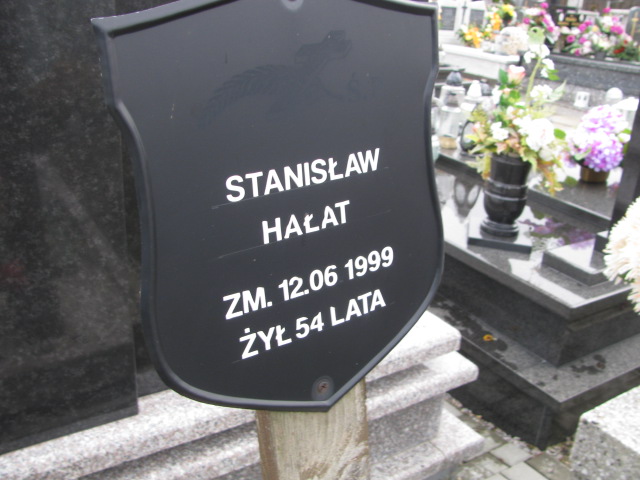 STANISŁAW
HAŁAT
ZM. 12.06 1999
ŻYŁ 54 LATA